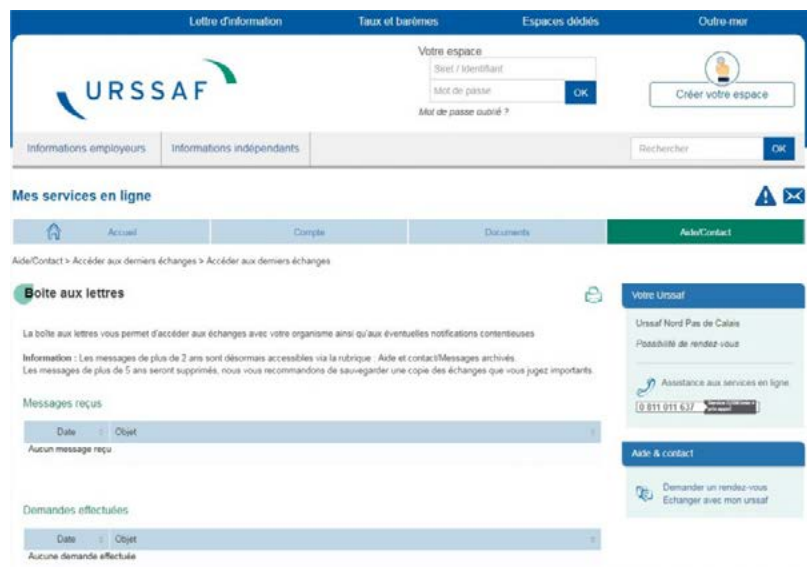 Lettre d'information
Taux et barèmes
Espaces dédiés
Outre-mer
URSSAF
Votre espace
Siret / Identifiant
Mot de passe
OK
Mot de passe oublié ?
Créer votre espace
Informations employeurs
Informations indépendants
Rechercher
OK
Mes services en ligne
Accueil
Compte
Documents
Aide/Contact
Aide/Contact > Accéder aux derniers échanges > Accéder aux derniers échanges
Boîte aux lettres
La boîte aux lettres vous permet d'accéder aux échanges avec votre organisme ainsi qu'aux éventuelles notifications contentieuses
Information : Les messages de plus de 2 ans sont désormais accessibles via la rubrique : Aide et contact/Messages archivés.
Les messages de plus de 5 ans seront supprimés, nous vous recommandons de sauvegarder une copie des échanges que vous jugez importants.
Messages reçus
Date Objet
Aucun message reçu
Demandes effectuées
Date Objet
Aucune demande effectuée
Votre Urssaf
Urssaf Nord Pas de Calais
Possibilité de rendez-vous
Assistance aux services en ligne
0 811 011 637
Aide & contact
Demander un rendez-vous
Echanger avec mon urssaf